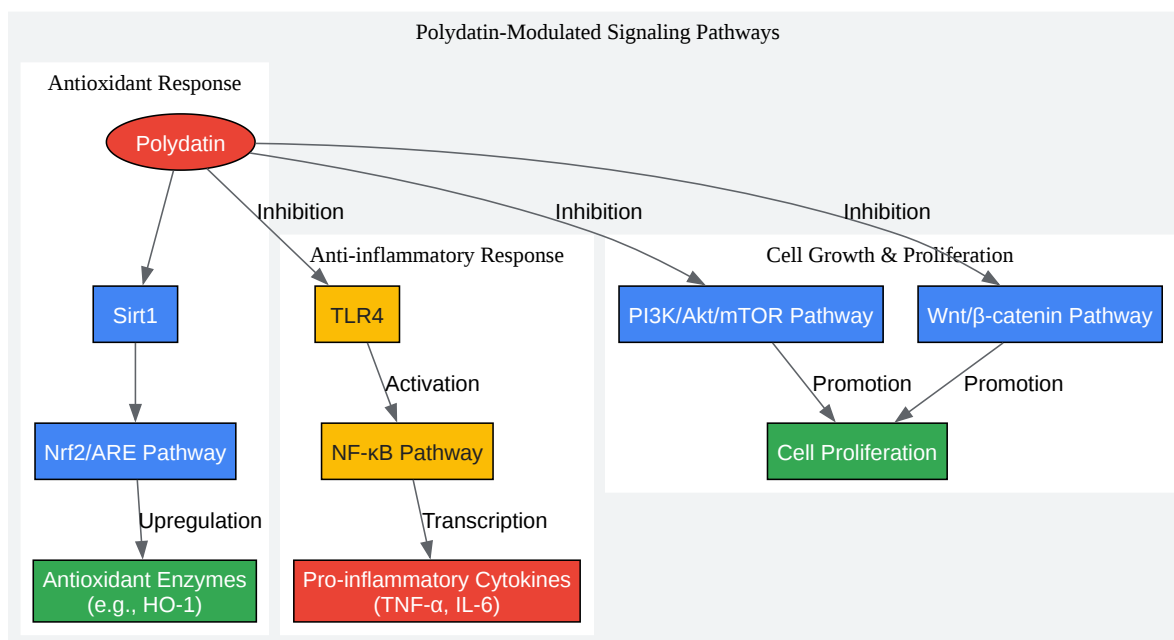 Polydatin-Modulated Signaling Pathways
Antioxidant Response
Polydatin
Inhibition
Inhibition
Inhibition
Anti-inflammatory Response
Cell Growth & Proliferation
Sirt1
TLR4
PI3K/Akt/mTOR Pathway
Wnt/β-catenin Pathway
Activation
Promotion
Promotion
Nrf2/ARE Pathway
NF-κB Pathway
Cell Proliferation
Upregulation
Transcription
Antioxidant Enzymes
(e.g., HO-1)
Pro-inflammatory Cytokines
(TNF-α, IL-6)